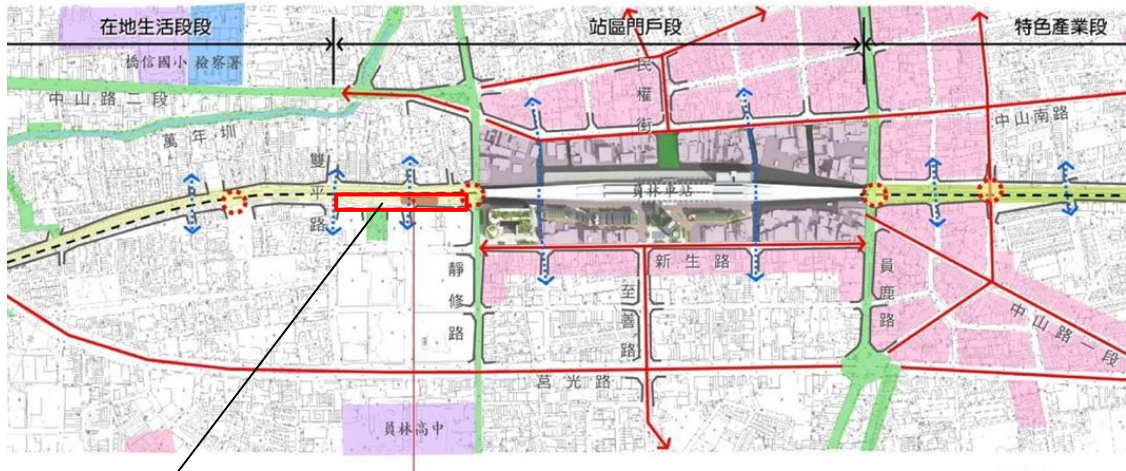 在地生活段段
站區門戶段
特色產業段
橋信國小 檢察署
中山路二段
萬年圳
雙平路
民權街
中山南路
員林車站
新生路
靜修路
至善路
員鹿路
中山路一段
莒光路
員林高中